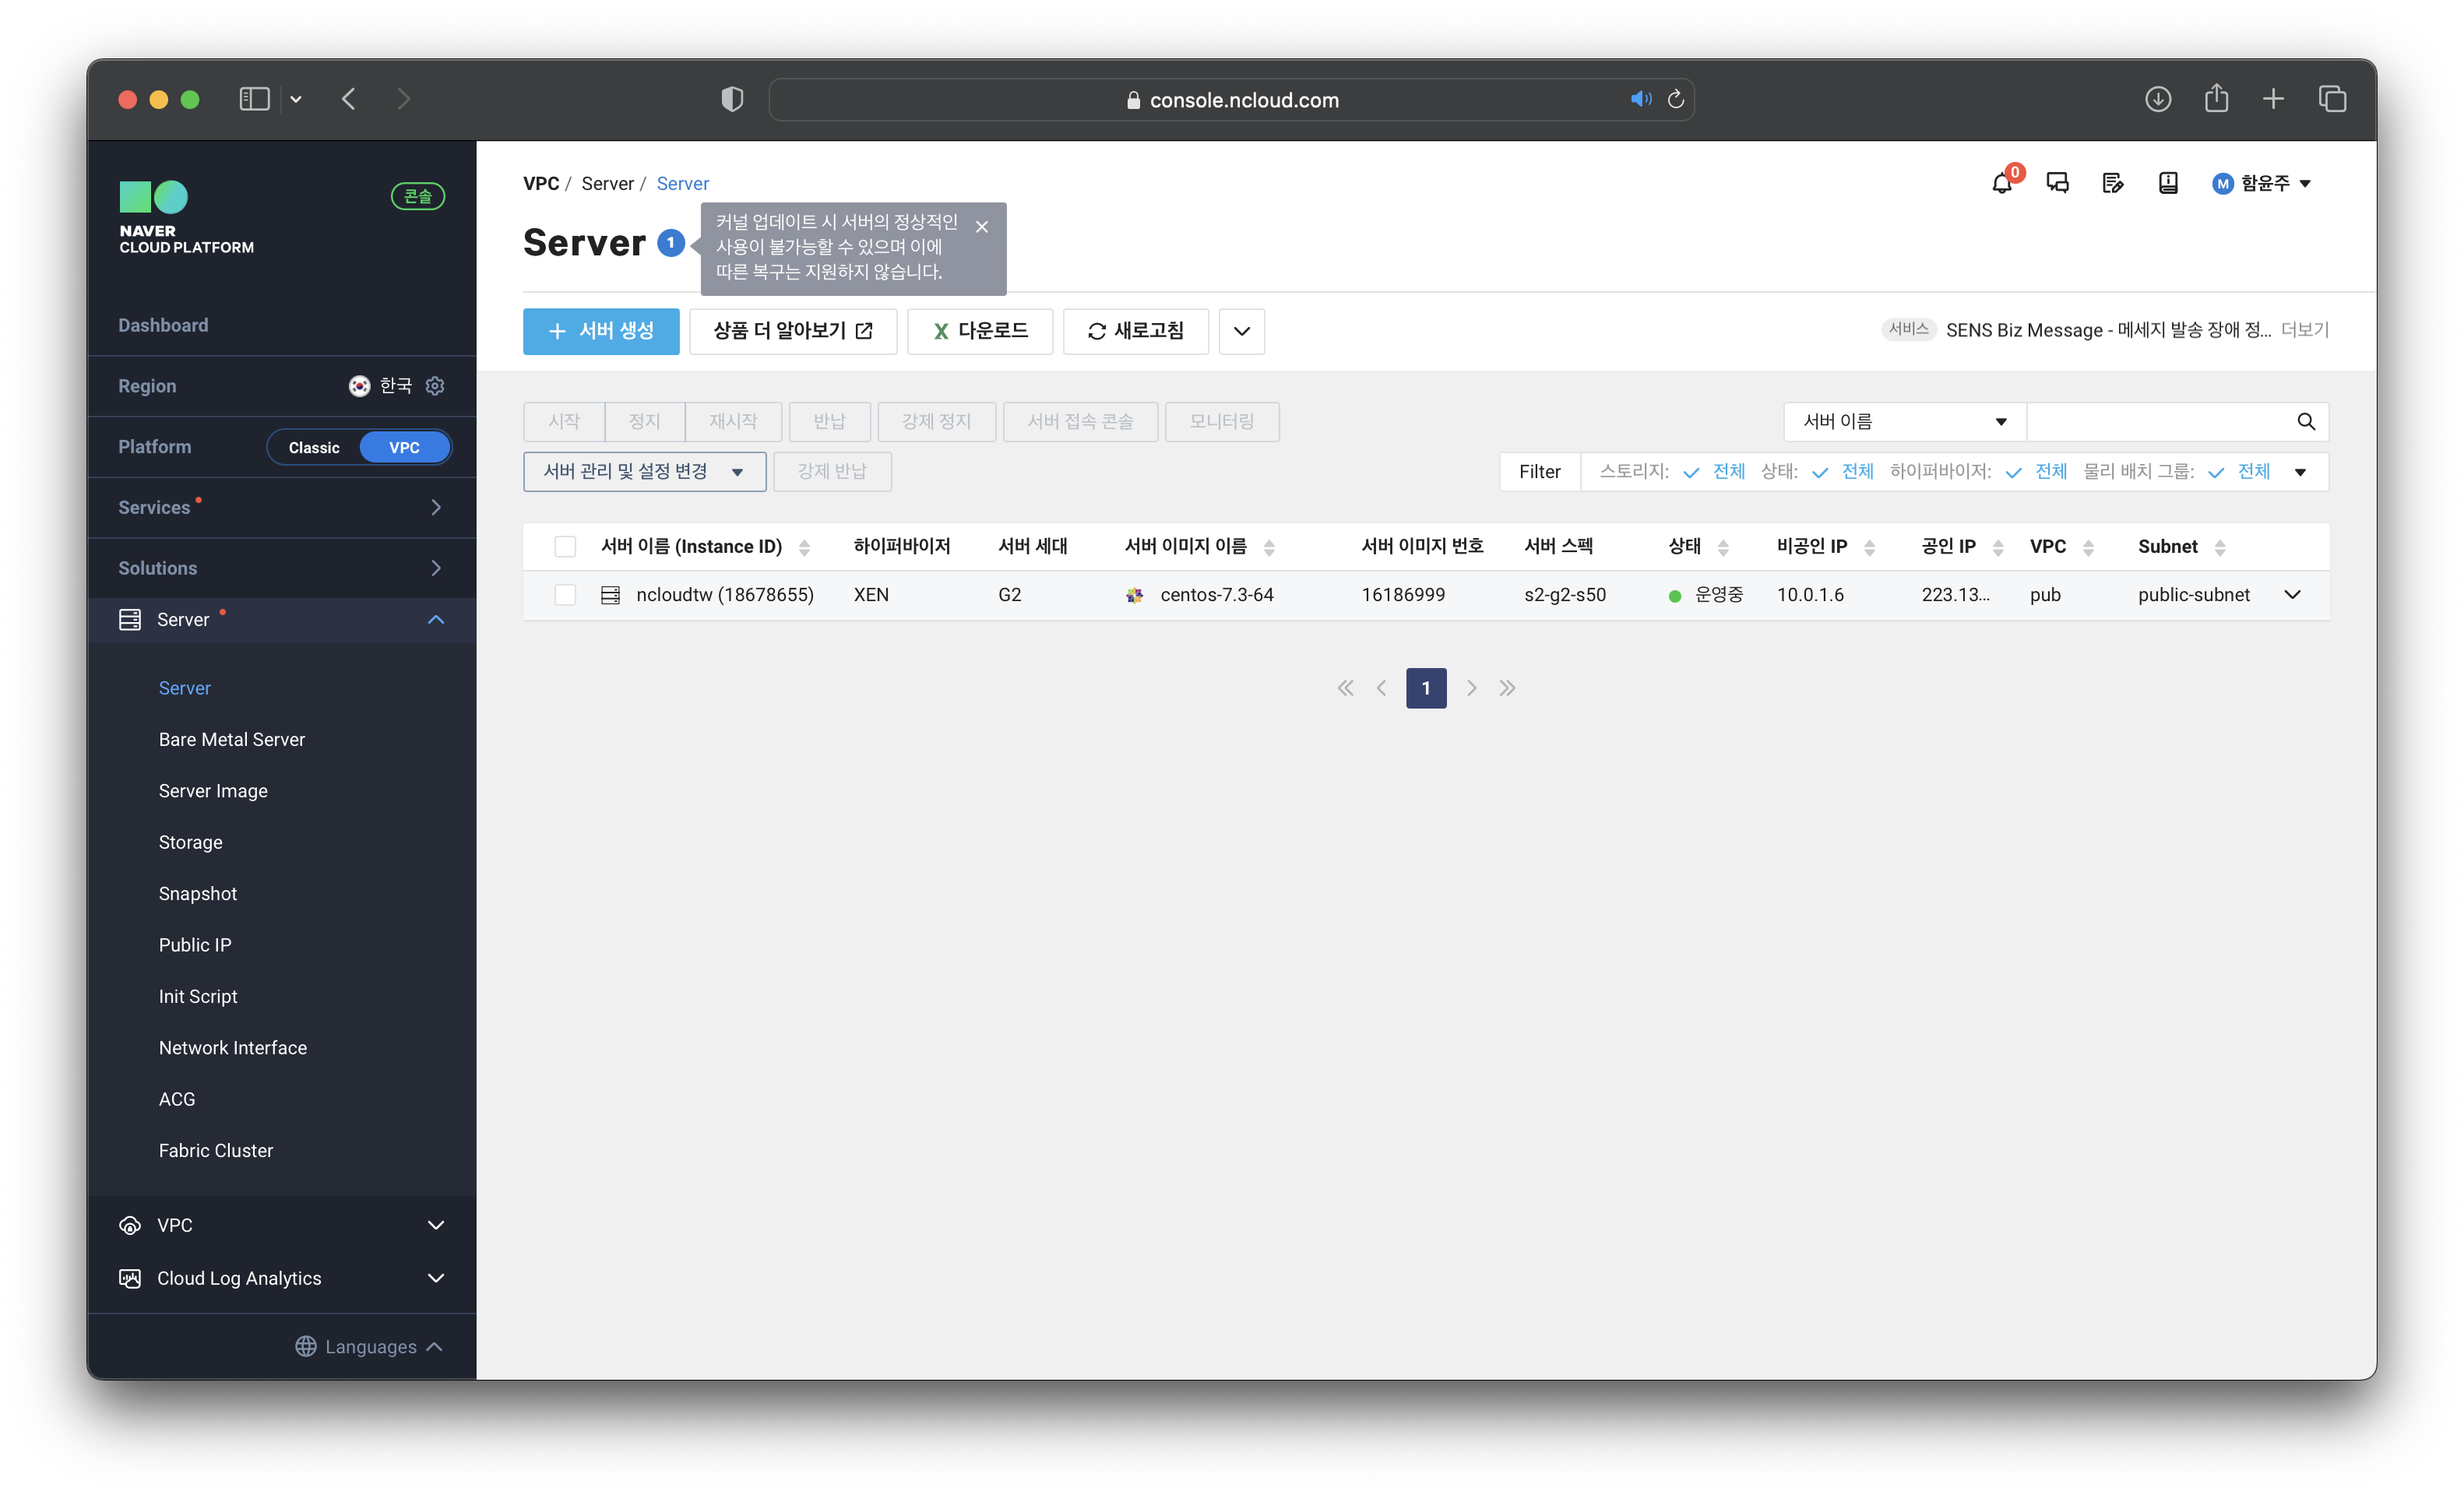 console.ncloud.com
NAVER
CLOUD PLATFORM
콘솔
Dashboard
Region 한국
Platform Classic VPC
Services
Solutions
Server
Server
Bare Metal Server
Server Image
Storage
Snapshot
Public IP
Init Script
Network Interface
ACG
Fabric Cluster
VPC
Cloud Log Analytics
Languages
VPC / Server / Server
0
M 함윤주
Server 1
커널 업데이트 시 서버의 정상적인
사용이 불가능할 수 있으며 이에
따른 복구는 지원하지 않습니다.
+ 서버 생성 상품 더 알아보기 X 다운로드 새로고침
서비스 SENS Biz Message - 메세지 발송 장애 정... 더보기
시작 정지 재시작 반납 강제 정지 서버 접속 콘솔 모니터링
서버 이름
서버 관리 및 설정 변경 강제 반납
Filter 스토리지: 전체 상태: 전체 하이퍼바이저: 전체 물리 배치 그룹: 전체
서버 이름 (Instance ID) 하이퍼바이저 서버 세대 서버 이미지 이름 서버 이미지 번호 서버 스펙 상태 비공인 IP 공인 IP VPC Subnet
ncloudtw (18678655) XEN G2 centos-7.3-64 16186999 s2-g2-s50 운영중 10.0.1.6 223.13... pub public-subnet
1